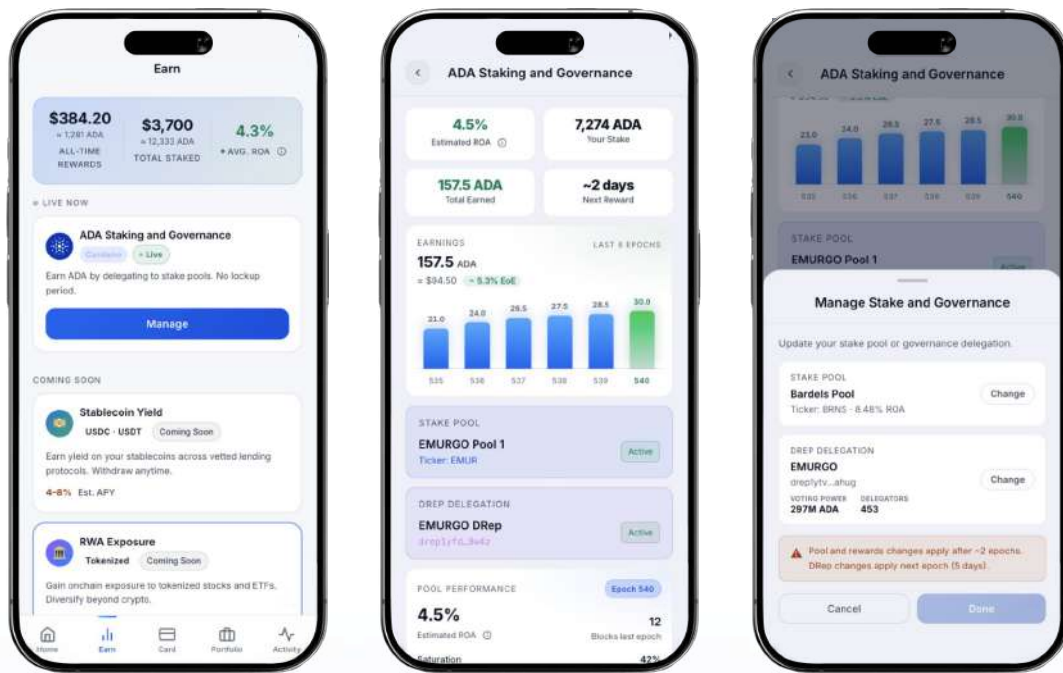 Earn
$384.20
≈ 1,281 ADA
ALL-TIME
REWARDS
$3,700
≈ 12,333 ADA
TOTAL STAKED
4.3%
AVG. ROA
LIVE NOW
ADA Staking and Governance
Cardano
Live
Earn ADA by delegating to stake pools. No lockup
period.
Manage
COMING SOON
Stablecoin Yield
USDC · USDT
Coming Soon
Earn yield on your stablecoins across vetted lending
protocols. Withdraw anytime.
4-8% Est. APY
RWA Exposure
Tokenized
Coming Soon
Gain onchain exposure to tokenized stocks and ETFs.
Diversify beyond crypto.
Home
Earn
Card
Portfolio
Activity
ADA Staking and Governance
4.5%
Estimated ROA
7,274 ADA
Your Stake
157.5 ADA
Total Earned
~2 days
Next Reward
EARNINGS
LAST 6 EPOCHS
157.5 ADA
≈ $94.50
5.3% EoE
21.0 24.0 26.5 27.5 28.5 30.0
535 536 537 538 539 540
STAKE POOL
EMURGO Pool 1
Ticker: EMUR
Active
DREP DELEGATION
EMURGO DRep
Active
POOL PERFORMANCE
Epoch 540
4.5%
Estimated ROA
12
Blocks last epoch
Saturation
42%
ADA Staking and Governance
21.0 24.0 26.5 27.5 28.5 30.0
535 536 537 538 539 540
STAKE POOL
EMURGO Pool 1
Active
Manage Stake and Governance
Update your stake pool or governance delegation.
STAKE POOL
Bardels Pool
Ticker: BRNS · 8.48% ROA
Change
DREP DELEGATION
EMURGO
drep1ytv...ahug
Change
VOTING POWER
297M ADA
DELEGATORS
453
Pool and rewards changes apply after ~2 epochs.
DRep changes apply next epoch (5 days).
Cancel
Done